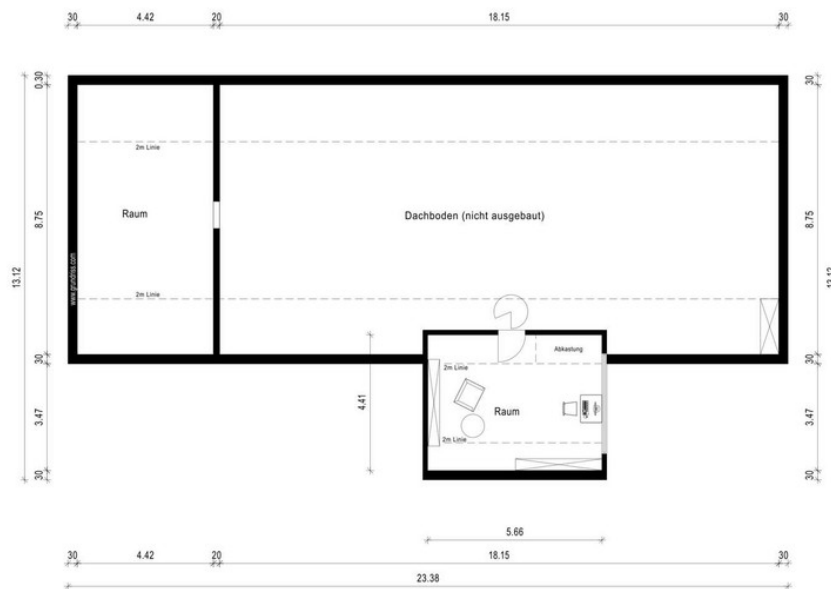 30 4.42 20 18.15 30
0.30 30
2m Linie
Raum
Dachboden (nicht ausgebaut)
8.75 8.75
13.12 13.12
www.grundriss.com
2m Linie
Abkastung
30 30
2m Linie
4.41
Raum
3.47 3.47
2m Linie
30 30
5.66
30 4.42 20 18.15 30
23.38